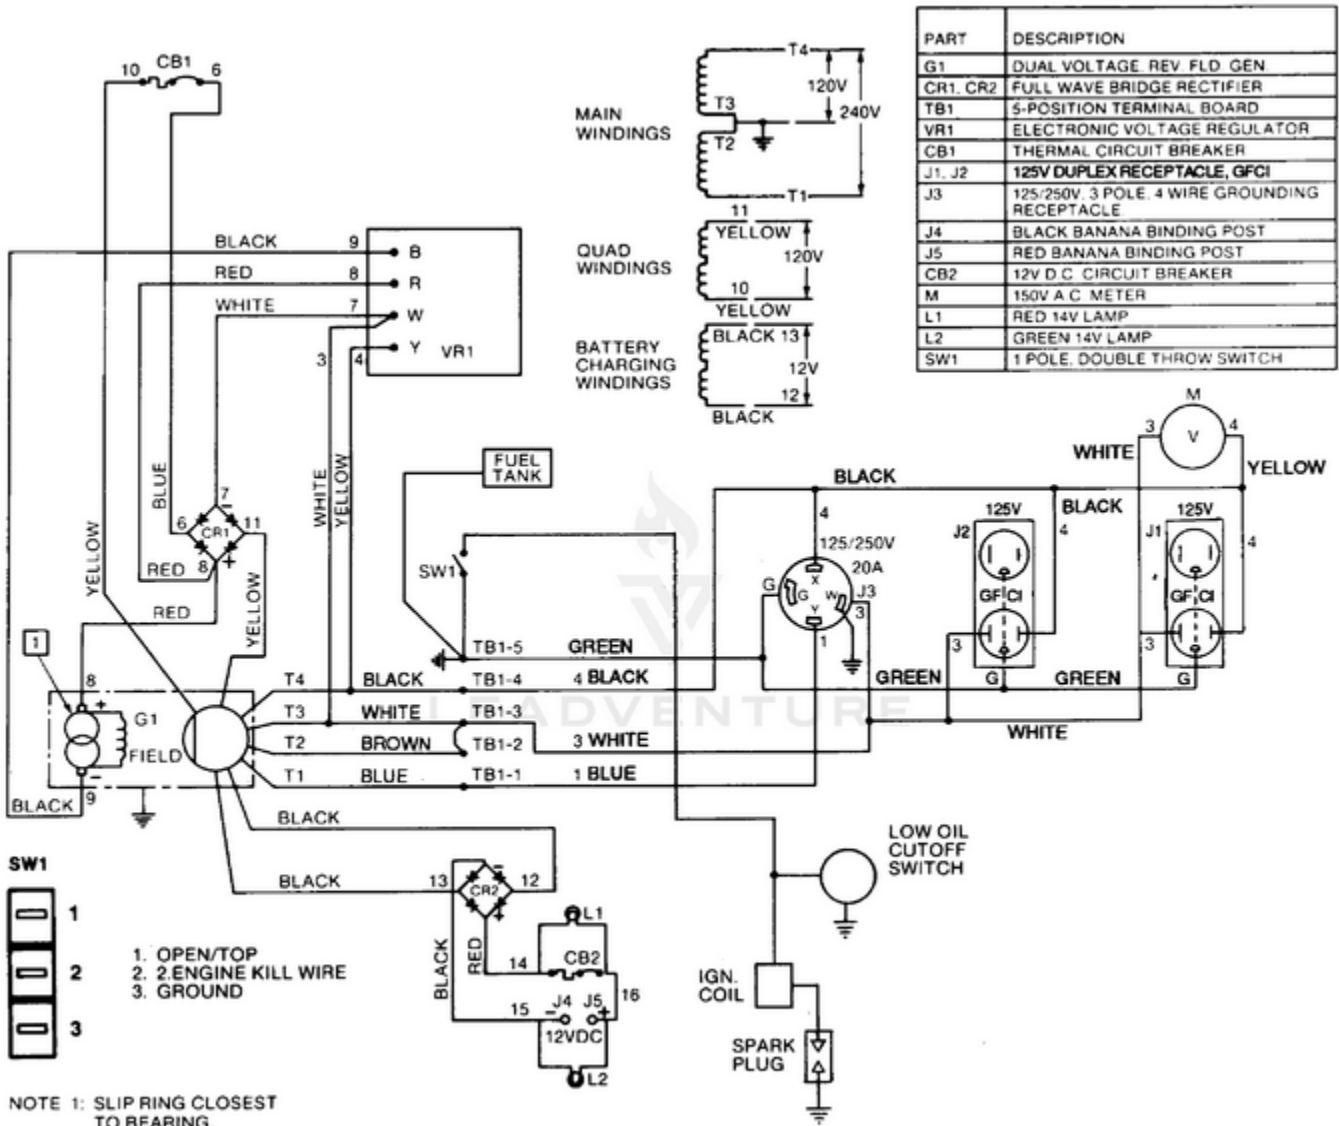 PART DESCRIPTION
G1 DUAL VOLTAGE. REV. FLD. GEN.
CR1. CR2 FULL WAVE BRIDGE RECTIFIER
TB1 5-POSITION TERMINAL BOARD
VR1 ELECTRONIC VOLTAGE REGULATOR
CB1 THERMAL CIRCUIT BREAKER
J1. J2 125V DUPLEX RECEPTACLE, GFCI
J3 125/250V. 3 POLE. 4 WIRE GROUNDING
RECEPTACLE
J4 BLACK BANANA BINDING POST
J5 RED BANANA BINDING POST
CB2 12V D.C. CIRCUIT BREAKER
M 150V A.C. METER
L1 RED 14V LAMP
L2 GREEN 14V LAMP
SW1 1 POLE. DOUBLE THROW SWITCH
10 CB1 6
MAIN
WINDINGS
T4
120V
240V
T3
T2
T1
QUAD
WINDINGS
11
YELLOW
120V
10
YELLOW
BATTERY
CHARGING
WINDINGS
BLACK 13
12V
12
BLACK
BLACK 9 B
RED 8 R
WHITE 7 W
3 4 Y VR1
BLUE
YELLOW
WHITE
YELLOW
7
-
6 CR1 11
8 +
RED
RED
YELLOW
FUEL
TANK
SW1
BLACK
4
125/250V
20A
G
X
G W
Y
J3
3
1
M
3 V 4
WHITE
YELLOW
BLACK
125V
J2
4
GF CI
3
G
125V
J1
4
GF CI
3
G
1
8
+
G1
FIELD
-
9
BLACK
TB1-5 GREEN
T4 BLACK TB1-4 4 BLACK
T3 WHITE TB1-3
T2 BROWN TB1-2 3 WHITE
T1 BLUE TB1-1 1 BLUE
GREEN
GREEN
WHITE
ADVENTURE
BLACK
BLACK
13 CR2 12
-
+
BLACK
RED
L1
14 CB2
16
15 - J4 J5 +
12VDC
L2
LOW OIL
CUTOFF
SWITCH
IGN.
COIL
SPARK
PLUG
SW1
1
2
3
1. OPEN/TOP
2. 2.ENGINE KILL WIRE
3. GROUND
NOTE 1: SLIP RING CLOSEST
TO BEARING